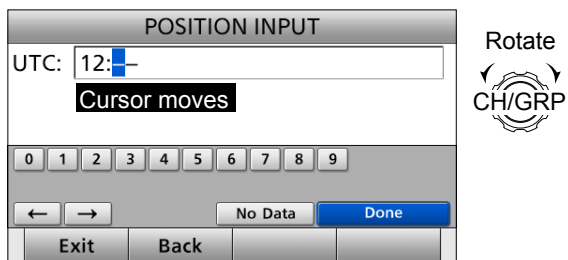 POSITION INPUT
UTC: 12:––
Cursor moves
0 1 2 3 4 5 6 7 8 9
← → No Data Done
Exit Back
Rotate
CH/GRP